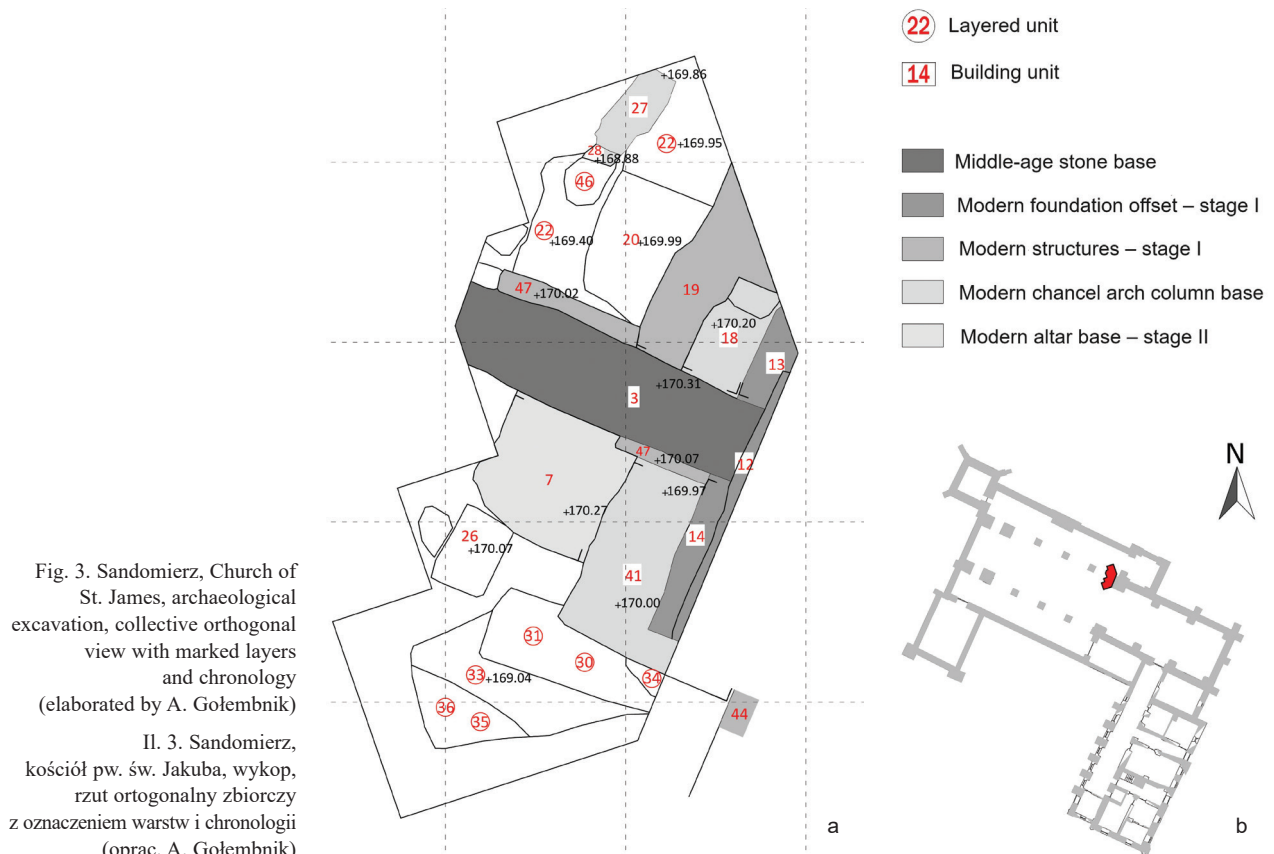 22 Layered unit
14 Building unit
Middle-age stone base
Modern foundation offset – stage I
Modern structures – stage I
Modern chancel arch column base
Modern altar base – stage II
+169.86
27
22 +169.95
28
+168.88
46
22
+169.40
20 +169.99
47
+170.02
19
+170.20
18
13
+170.31
3
47
+170.07
12
+169.97
7
+170.27
14
26
+170.07
41
+170.00
31
30
33
+169.04
34
36
35
44
a
N
b
Fig. 3. Sandomierz, Church of
St. James, archaeological
excavation, collective orthogonal
view with marked layers
and chronology
(elaborated by A. Gołembnik)
Il. 3. Sandomierz,
kościół pw. św. Jakuba, wykop,
rzut ortogonalny zbiorczy
z oznaczeniem warstw i chronologii
(oprac. A. Gołembnik)